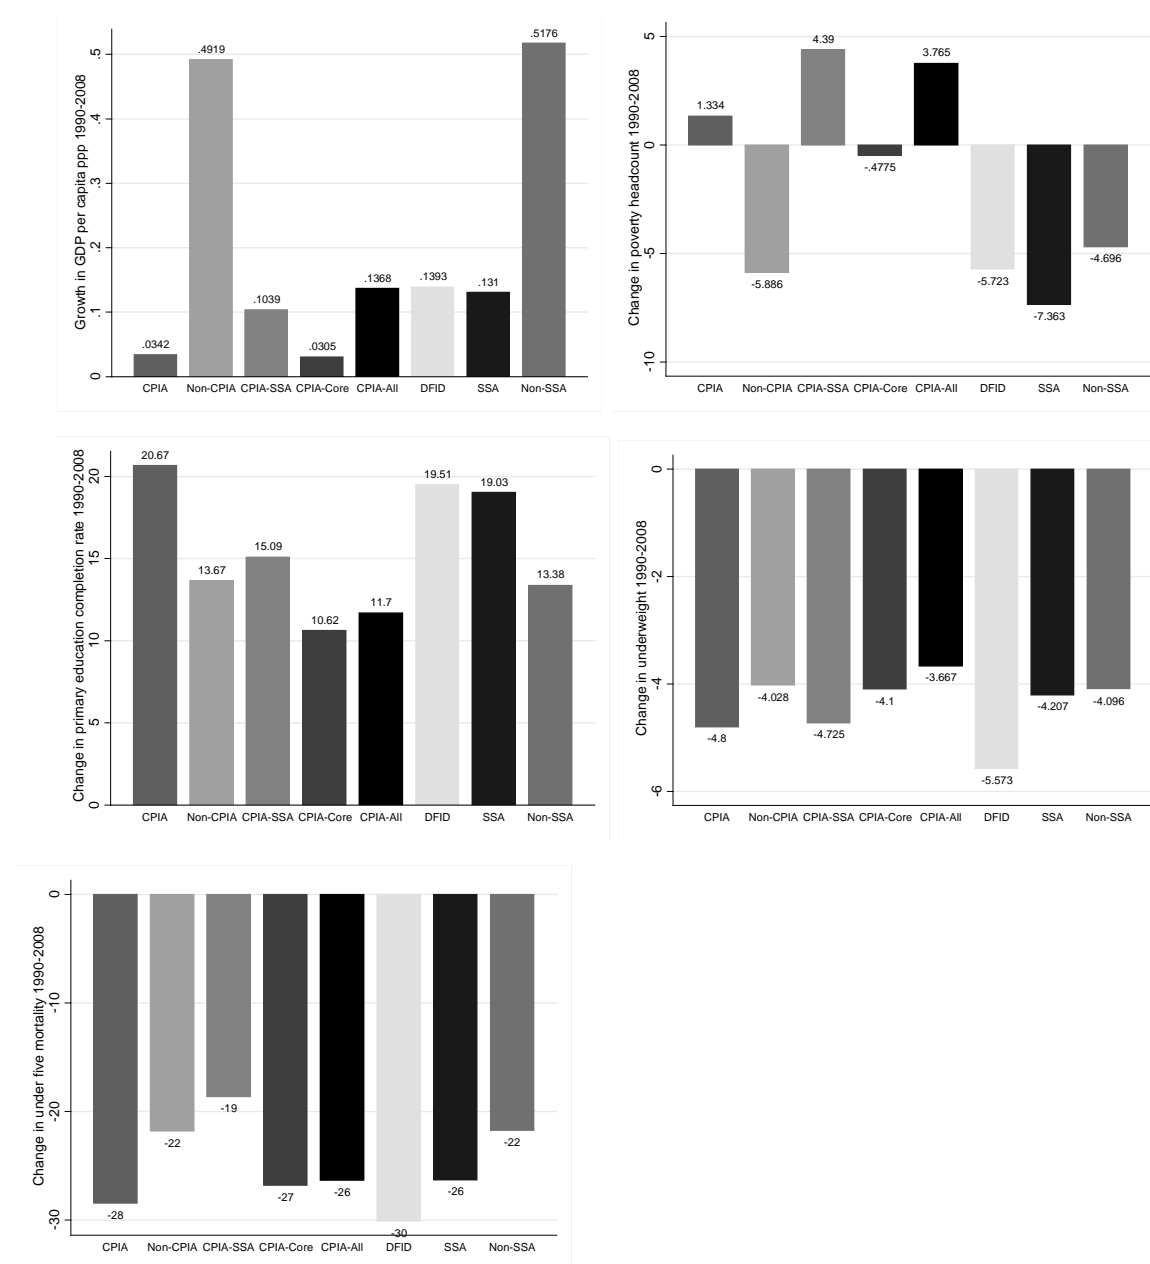 Growth in GDP per capita ppp 1990-2008
0 .1 .2 .3 .4 .5
.0342 .4919 .1039 .0305 .1368 .1393 .131 .5176
CPIA Non-CPIA CPIA-SSA CPIA-Core CPIA-All DFID SSA Non-SSA
Change in poverty headcount 1990-2008
-10 -5 0 5
1.334 -5.886 4.39 -.4775 3.765 -5.723 -7.363 -4.696
CPIA Non-CPIA CPIA-SSA CPIA-Core CPIA-All DFID SSA Non-SSA
Change in primary education completion rate 1990-2008
0 5 10 15 20
20.67 13.67 15.09 10.62 11.7 19.51 19.03 13.38
CPIA Non-CPIA CPIA-SSA CPIA-Core CPIA-All DFID SSA Non-SSA
Change in underweight 1990-2008
-6 -4 -2 0
-4.8 -4.028 -4.725 -4.1 -3.667 -5.573 -4.207 -4.096
CPIA Non-CPIA CPIA-SSA CPIA-Core CPIA-All DFID SSA Non-SSA
Change in under five mortality 1990-2008
-30 -20 -10 0
-28 -22 -19 -27 -26 -30 -26 -22
CPIA Non-CPIA CPIA-SSA CPIA-Core CPIA-All DFID SSA Non-SSA